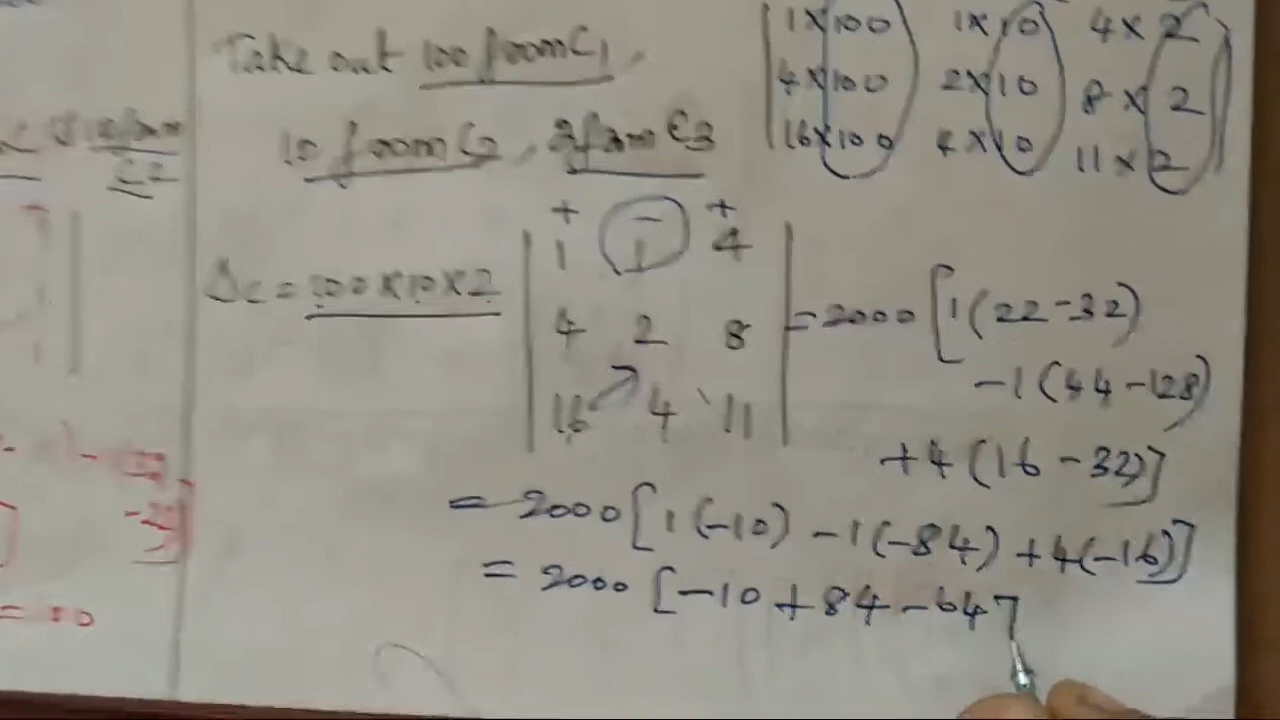 Take out 100 from C1,
10 from C2, 2 from C3
1×100 1×10 4×2
4×100 2×10 8×2
16×100 4×10 11×2
C2
+ − +
1 1 4
Δc = 100×10×2
4 2 8
16 4 11
= 2000 [1(22-32)
-1(44-128)
+4(16-32)]
= 2000 [1(-10) -1(-84) +4(-16)]
= 2000 [-10 + 84 - 64]